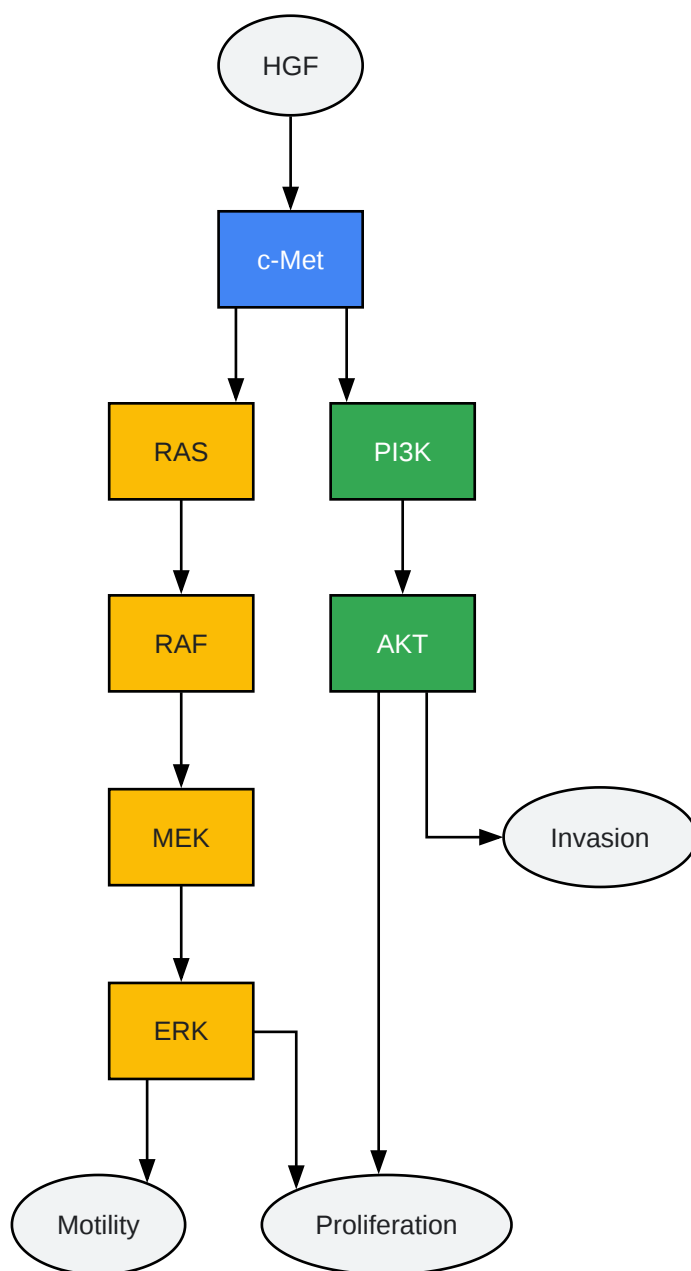 HGF
c-Met
RAS
PI3K
RAF
AKT
MEK
Invasion
ERK
Motility
Proliferation